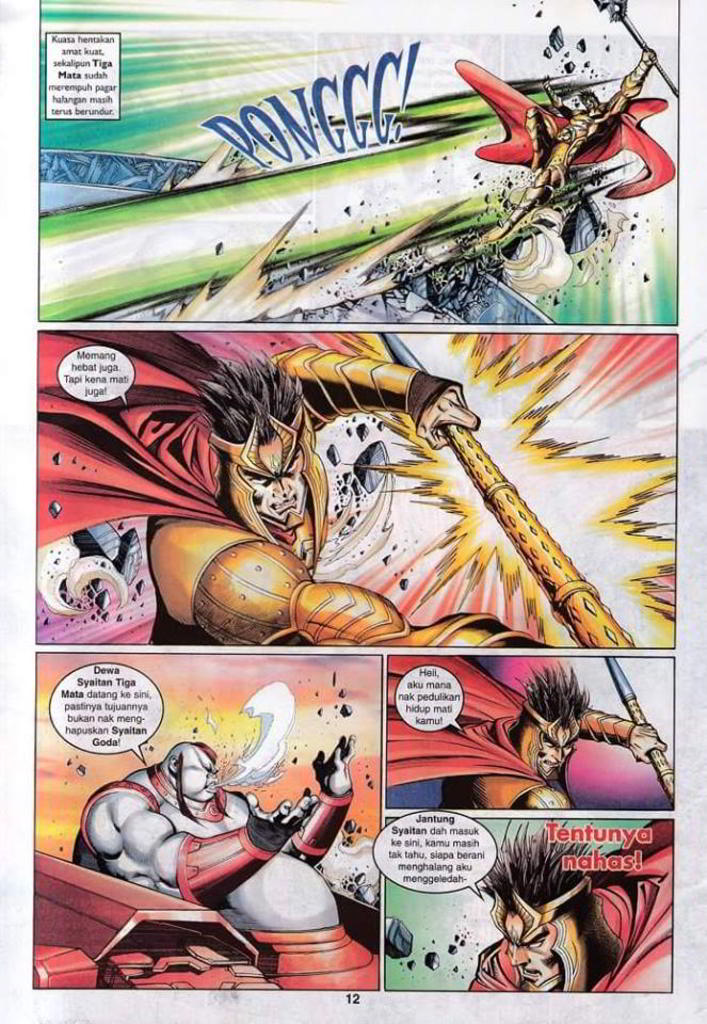 Kuasa hentakan
amat kuat,
sekalipun Tiga
Mata sudah
merempuh pagar
halangan masih
terus berundur.
PONGGG!
Memang
hebat juga.
Tapi kena mati
juga!
Dewa
Syaitan Tiga
Mata datang ke sini,
pastinya tujuannya
bukan nak meng-
hapuskan Syaitan
Goda!
Heli,
aku mana
nak pedulikan
hidup mati
kamu!
Jantung
Syaitan dah masuk
ke sini, kamu masih
tak tahu, siapa berani
menghalang aku
menggeledah-
Tentunya
nahas!
12